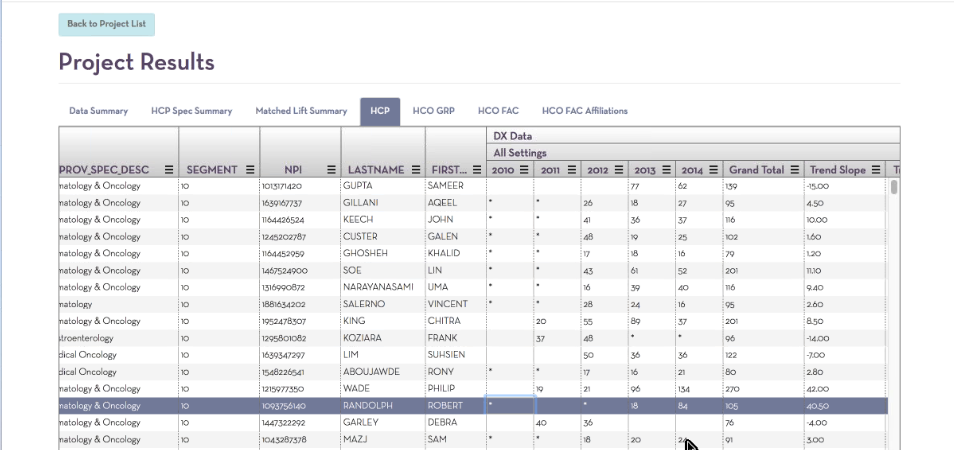 Back to Project List
Project Results
Data Summary HCP Spec Summary Matched Lift Summary HCP HCO GRP HCO FAC HCO FAC Affiliations
DX Data
All Settings
PROV_SPEC_DESC SEGMENT NPI LASTNAME FIRST... 2010 2011 2012 2013 2014 Grand Total Trend Slope
matology & Oncology 10 1013171420 GUPTA SAMEER 77 62 139 -15.00
matology & Oncology 10 1639167737 GILLANI AQEEL * * 26 18 27 95 4.50
matology & Oncology 10 1164426524 KEECH JOHN * * 41 36 37 116 10.00
matology & Oncology 10 1245202787 CUSTER GALEN * * 48 19 25 102 1.60
matology & Oncology 10 1164452959 GHOSHEH KHALID * * 17 18 16 79 1.20
matology & Oncology 10 1467524900 SOE LIN * * 43 61 52 201 11.10
matology & Oncology 10 1316990872 NARAYANASAMI UMA * * 16 39 40 116 9.40
matology 10 1881634202 SALERNO VINCENT * * 28 24 16 95 2.60
matology & Oncology 10 1952478307 KING CHITRA 20 55 89 37 201 8.50
stroenterology 10 1295801082 KOZIARA FRANK 37 48 * * 96 -14.00
dical Oncology 10 1639347297 LIM SUHSIEN 50 36 36 122 -7.00
dical Oncology 10 1548226541 ABOUJAWDE RONY * * 17 16 21 80 2.80
matology & Oncology 10 1215977350 WADE PHILIP 19 21 96 134 270 42.00
matology & Oncology 10 1093756140 RANDOLPH ROBERT * * 18 84 105 40.50
matology & Oncology 10 1447322292 GARLEY DEBRA 40 36 76 -4.00
matology & Oncology 10 1043287378 MAZJ SAM * * 18 20 24 91 3.00